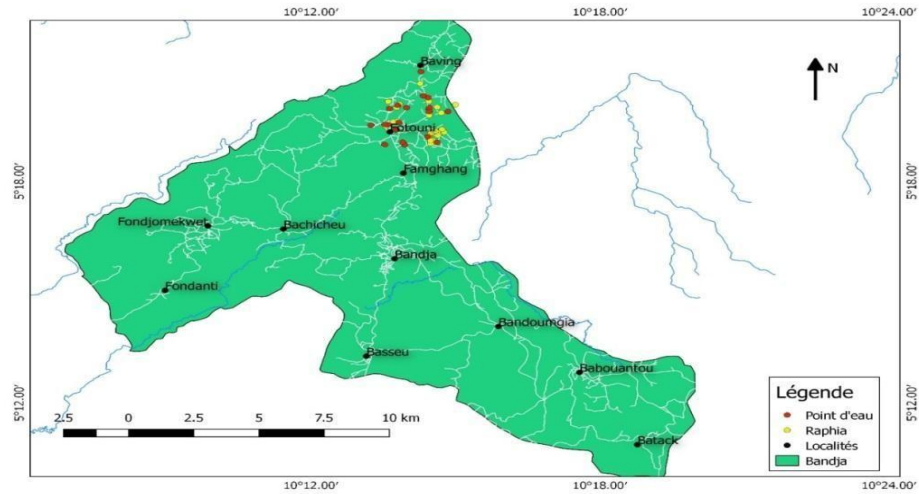 10°12.00' 10°18.00' 10°24.00'
N
Baving
Fotouni
Famghang
5°18.00' 5°18.00'
Fondjomekwet
Bachicheu
Bandja
Fondanti
Bandoumgia
Basseu
Babouantou
Batack
5°12.00' 5°12.00'
2.5 0 2.5 5 7.5 10 km
Légende
Point d'eau
Raphia
Localités
Bandja
10°12.00' 10°18.00' 10°24.00'